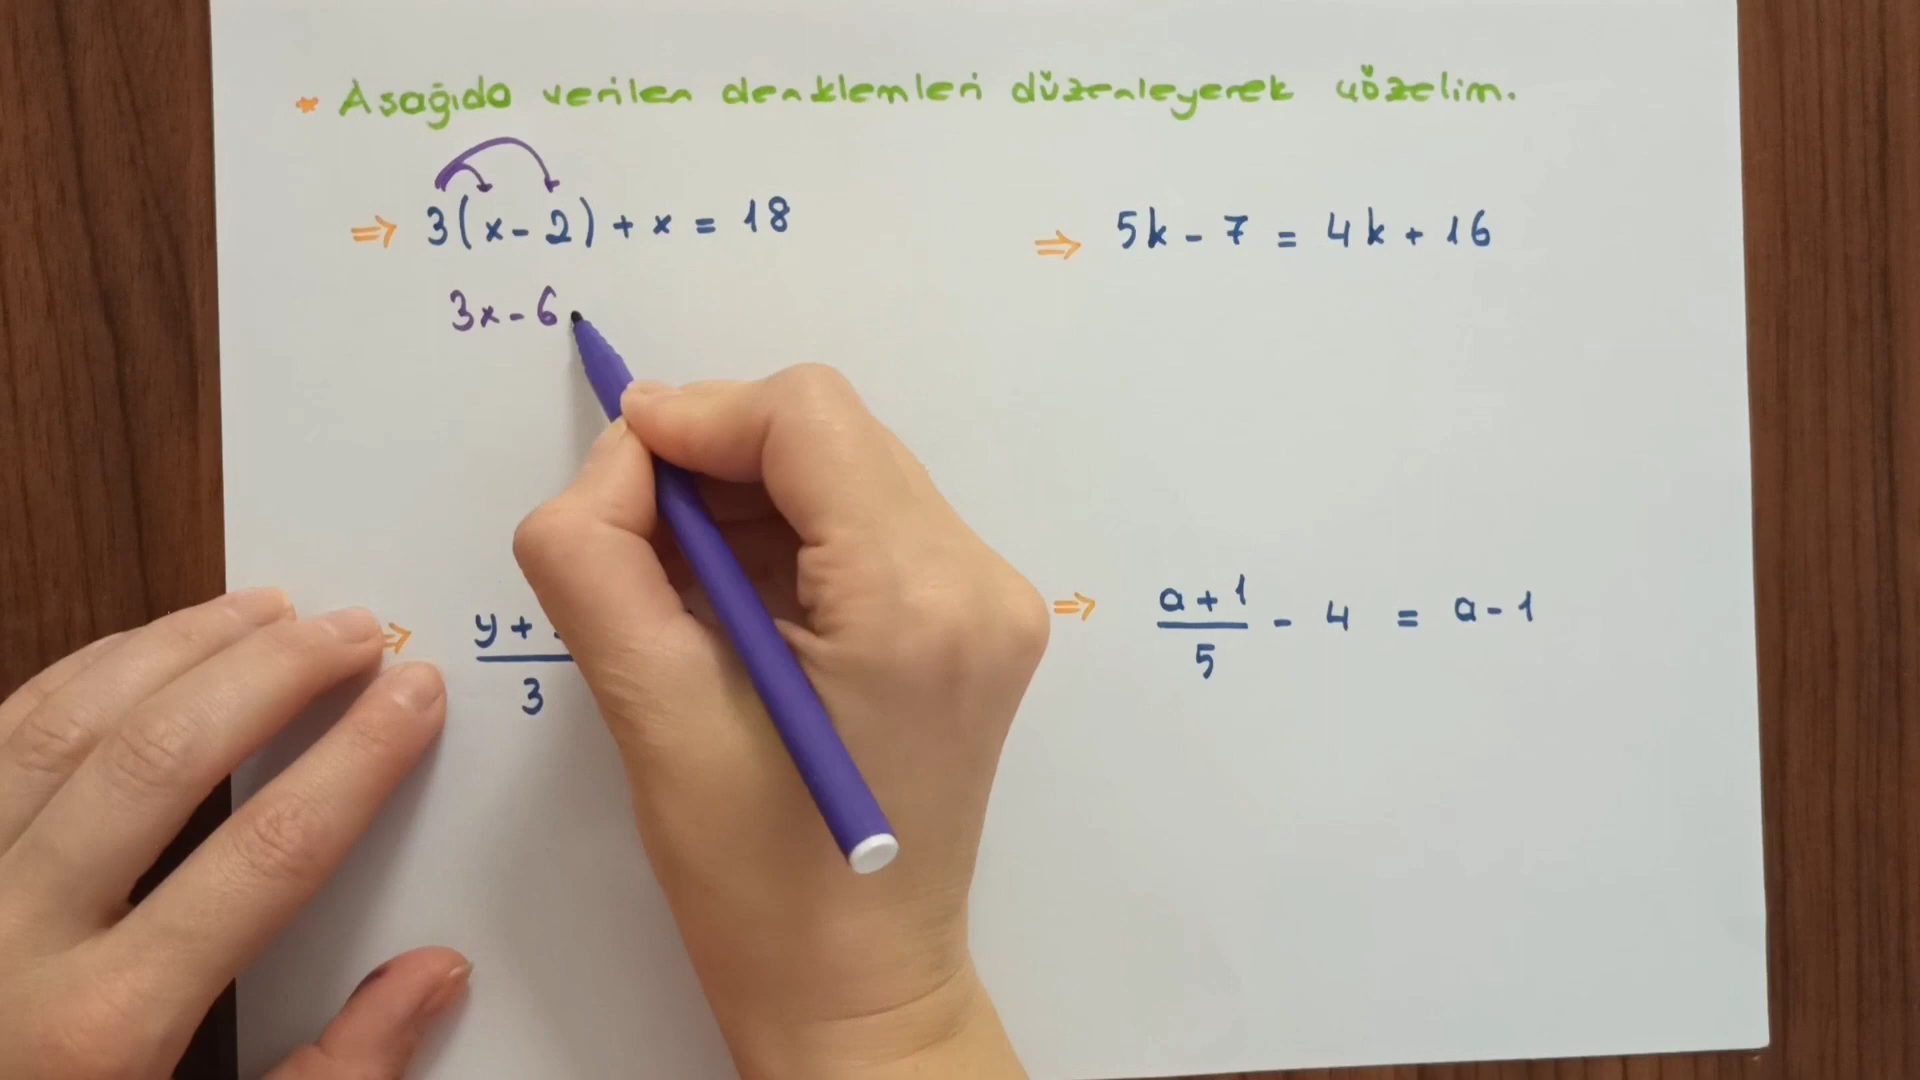 * Aşağıda verilen denklemleri düzenleyerek çözelim.
⇒ 3(x-2)+x = 18
3x-6
⇒ 5k - 7 = 4k + 16
⇒ y +
3
⇒ a+1
5 - 4 = a-1